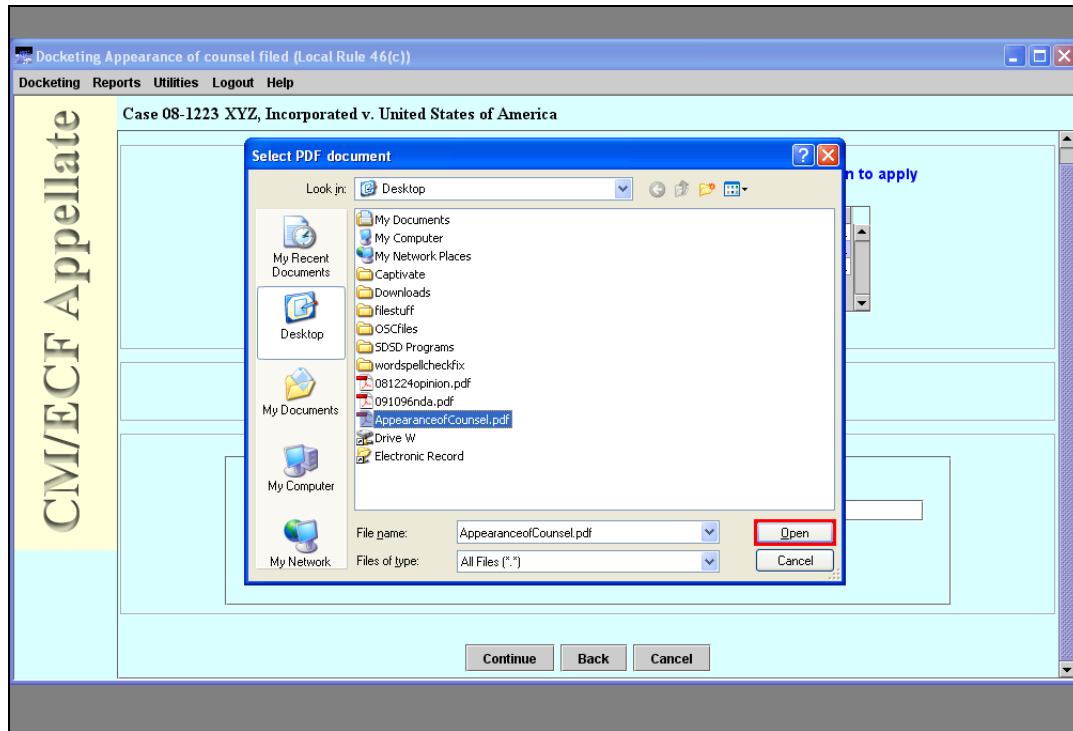 Docketing Appearance of counsel filed (Local Rule 46(c))
Docketing Reports Utilities Logout Help
CM/ECF Appellate
Case 08-1223 XYZ, Incorporated v. United States of America
n to apply
Select PDF document
Look in: Desktop
My Recent
Documents
Desktop
My Documents
My Computer
My Network
My Documents
My Computer
My Network Places
Captivate
Downloads
filestuff
OSCfiles
SDSD Programs
wordspellcheckfix
081224opinion.pdf
091096nda.pdf
AppearanceofCounsel.pdf
Drive W
Electronic Record
File name: AppearanceofCounsel.pdf Open
Files of type: All Files (*.*) Cancel
Continue Back Cancel